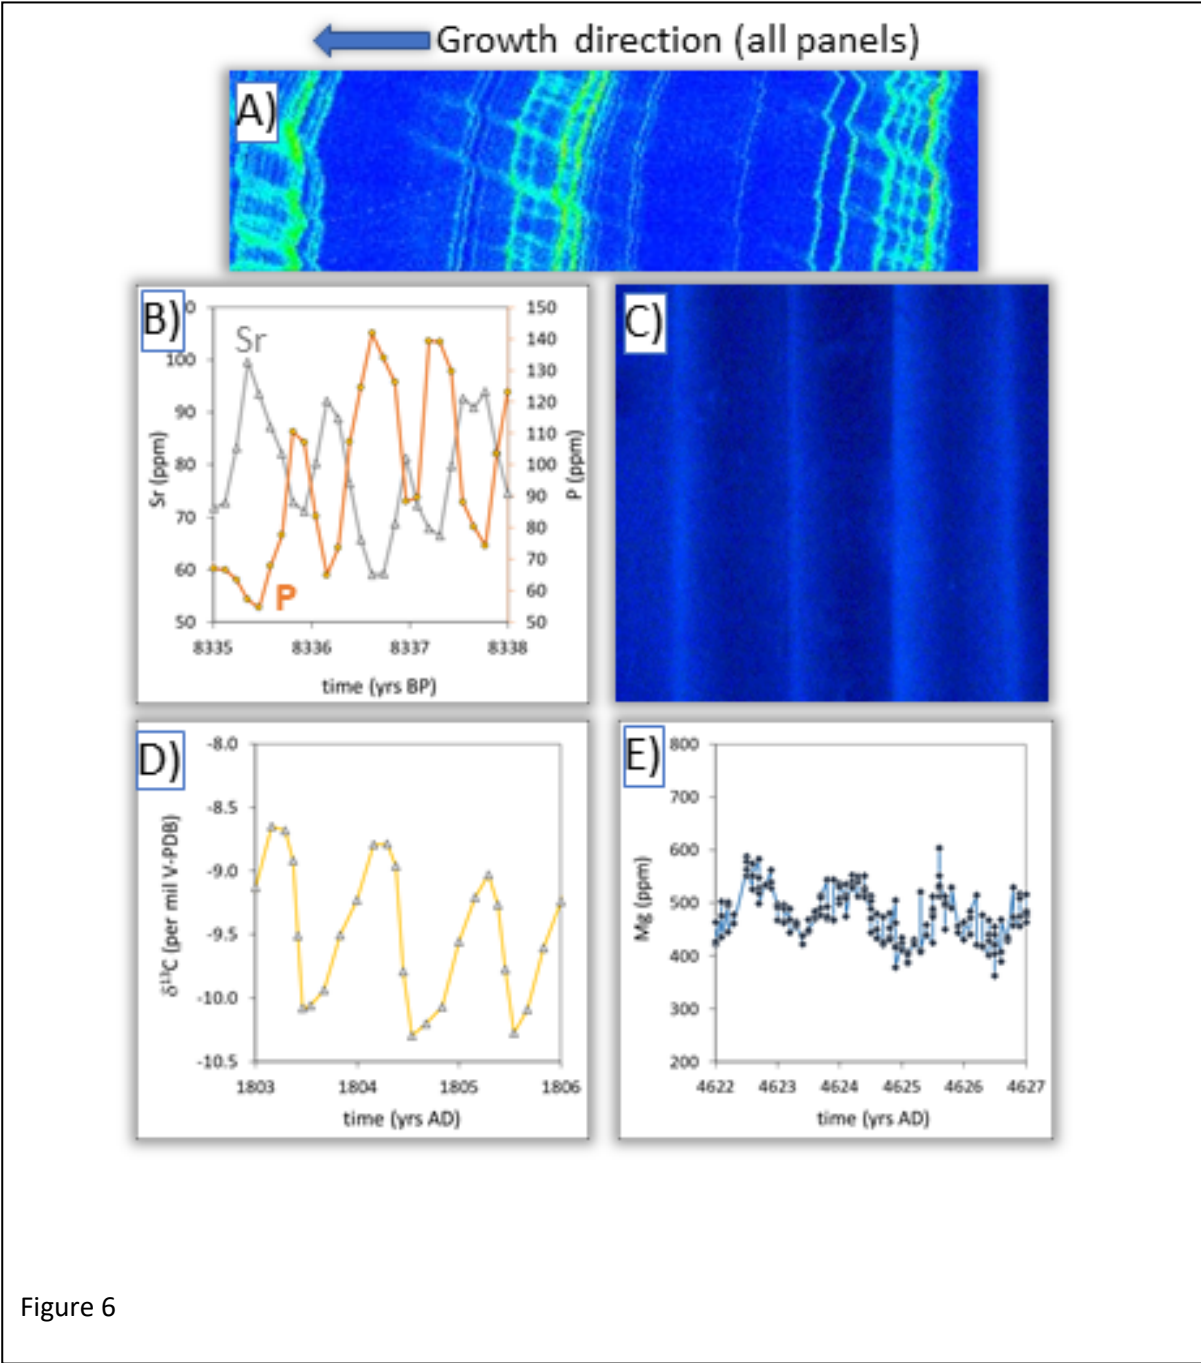 Growth direction (all panels)
A)
B)
0
150
Sr
140
100
130
120
90
110
80
100
90
70
80
60
70
P
60
50
50
8335
8336
8337
8338
Sr (ppm)
P (ppm)
time (yrs BP)
C)
D)
-8.0
-8.5
-9.0
-9.5
-10.0
-10.5
1803
1804
1805
1806
δ13C (per mil V-PDB)
time (yrs AD)
E)
800
700
600
500
400
300
200
4622
4623
4624
4625
4626
4627
Mg (ppm)
time (yrs AD)
Figure 6